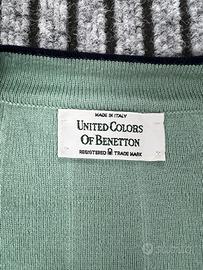 MADE IN ITALY
UNITED COLORS
OF BENETTON
REGISTERED TRADE MARK